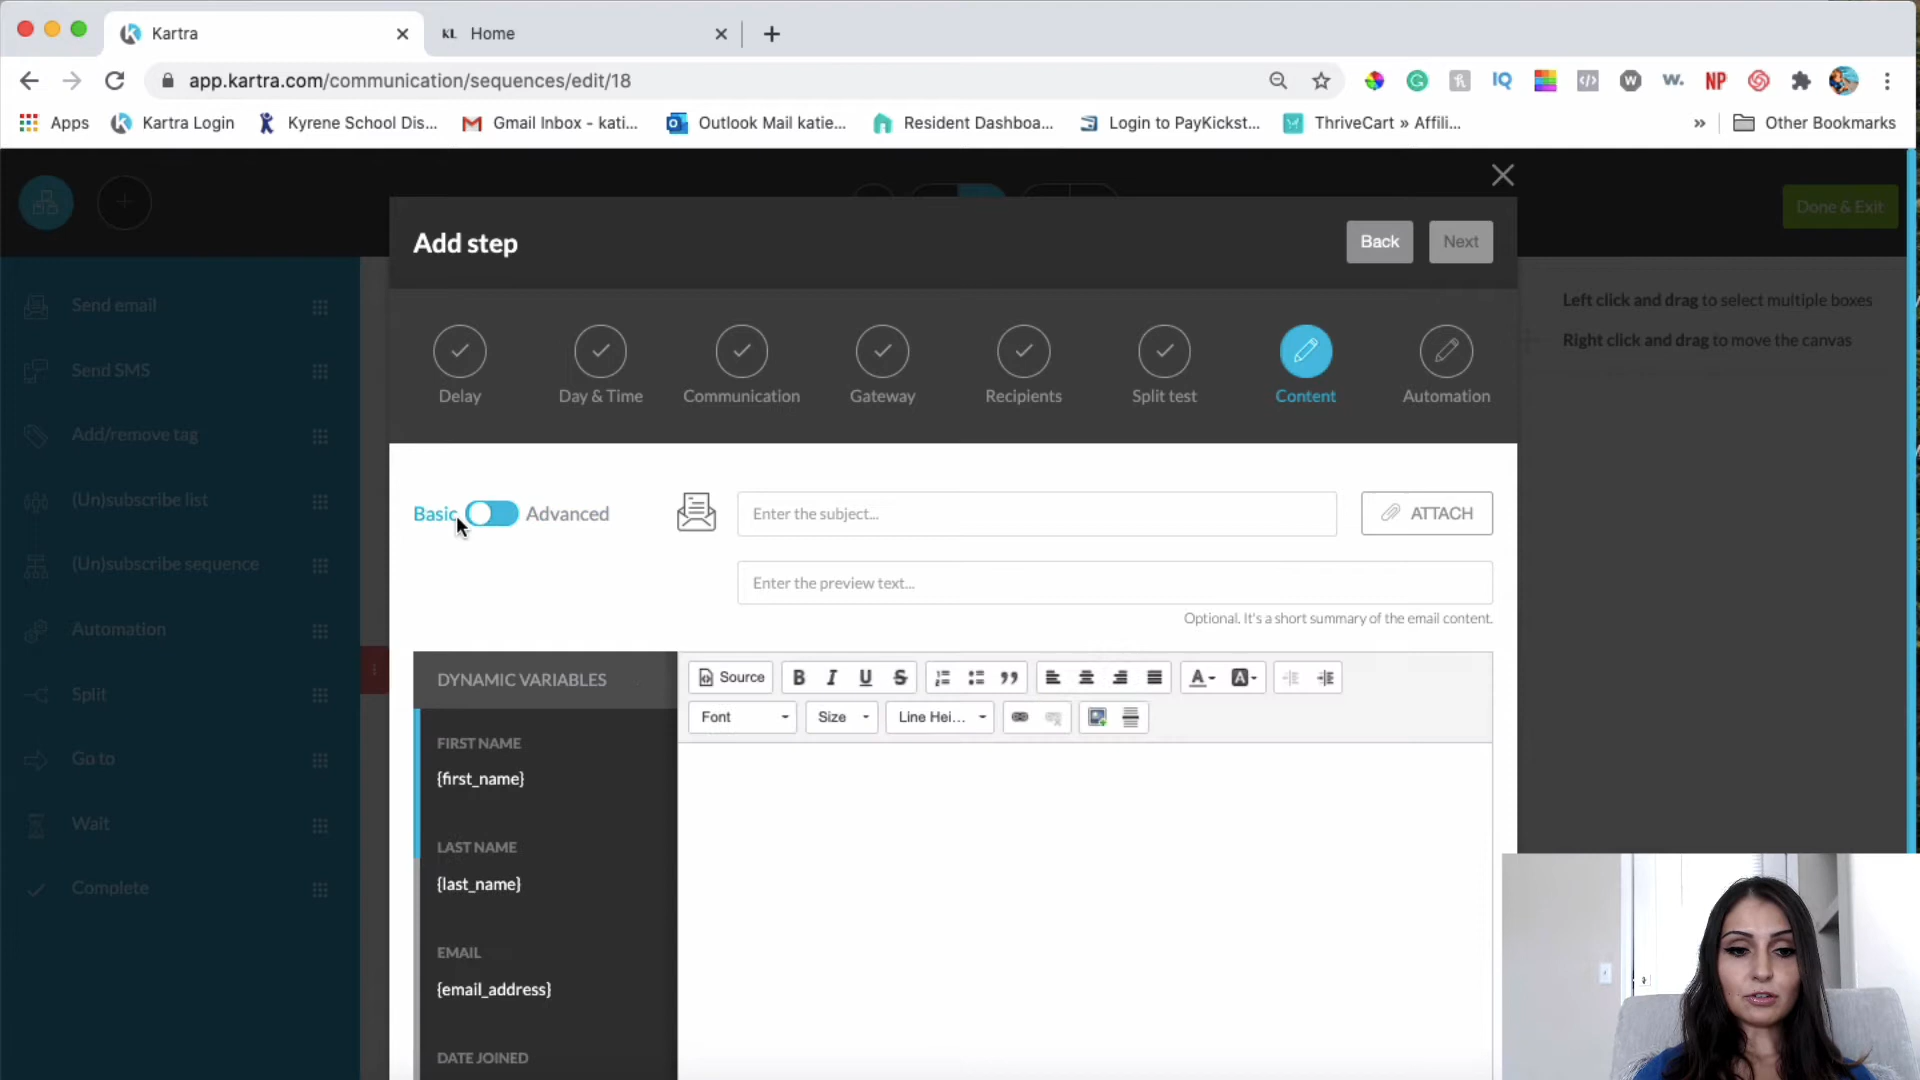 Kartra
KL Home
app.kartra.com/communication/sequences/edit/18
IQ
W
w.
NP
Apps
Kartra Login
Kyrene School Dis...
Gmail Inbox - kati...
Outlook Mail katie...
Resident Dashboa...
Login to PayKickst...
ThriveCart » Affili...
»
Other Bookmarks
Done & Exit
Add step
Back
Next
Send email
Send SMS
Add/remove tag
(Un)subscribe list
(Un)subscribe sequence
Automation
Split
Go to
Wait
Complete
Delay
Day & Time
Communication
Gateway
Recipients
Split test
Content
Automation
Left click and drag to select multiple boxes
Right click and drag to move the canvas
Basic
Advanced
Enter the subject...
ATTACH
Enter the preview text...
Optional. It's a short summary of the email content.
DYNAMIC VARIABLES
Source
B I U S
A
A
Font
Size
Line Hei...
FIRST NAME
{first_name}
LAST NAME
{last_name}
EMAIL
{email_address}
DATE JOINED